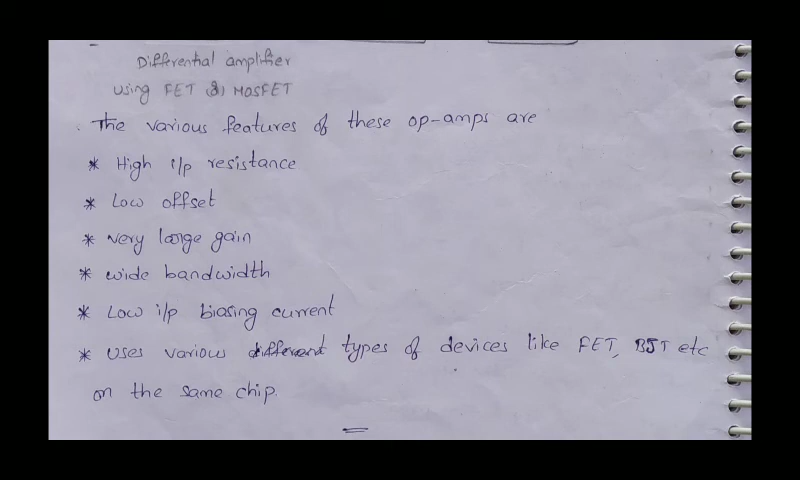 Differential amplifier
using FET (or) MOSFET
The various features of these op-amps are
* High i/p resistance
* Low offset
* very large gain
* wide bandwidth
* Low i/p biasing current
* Uses various different types of devices like FET, BJT etc
on the same chip.